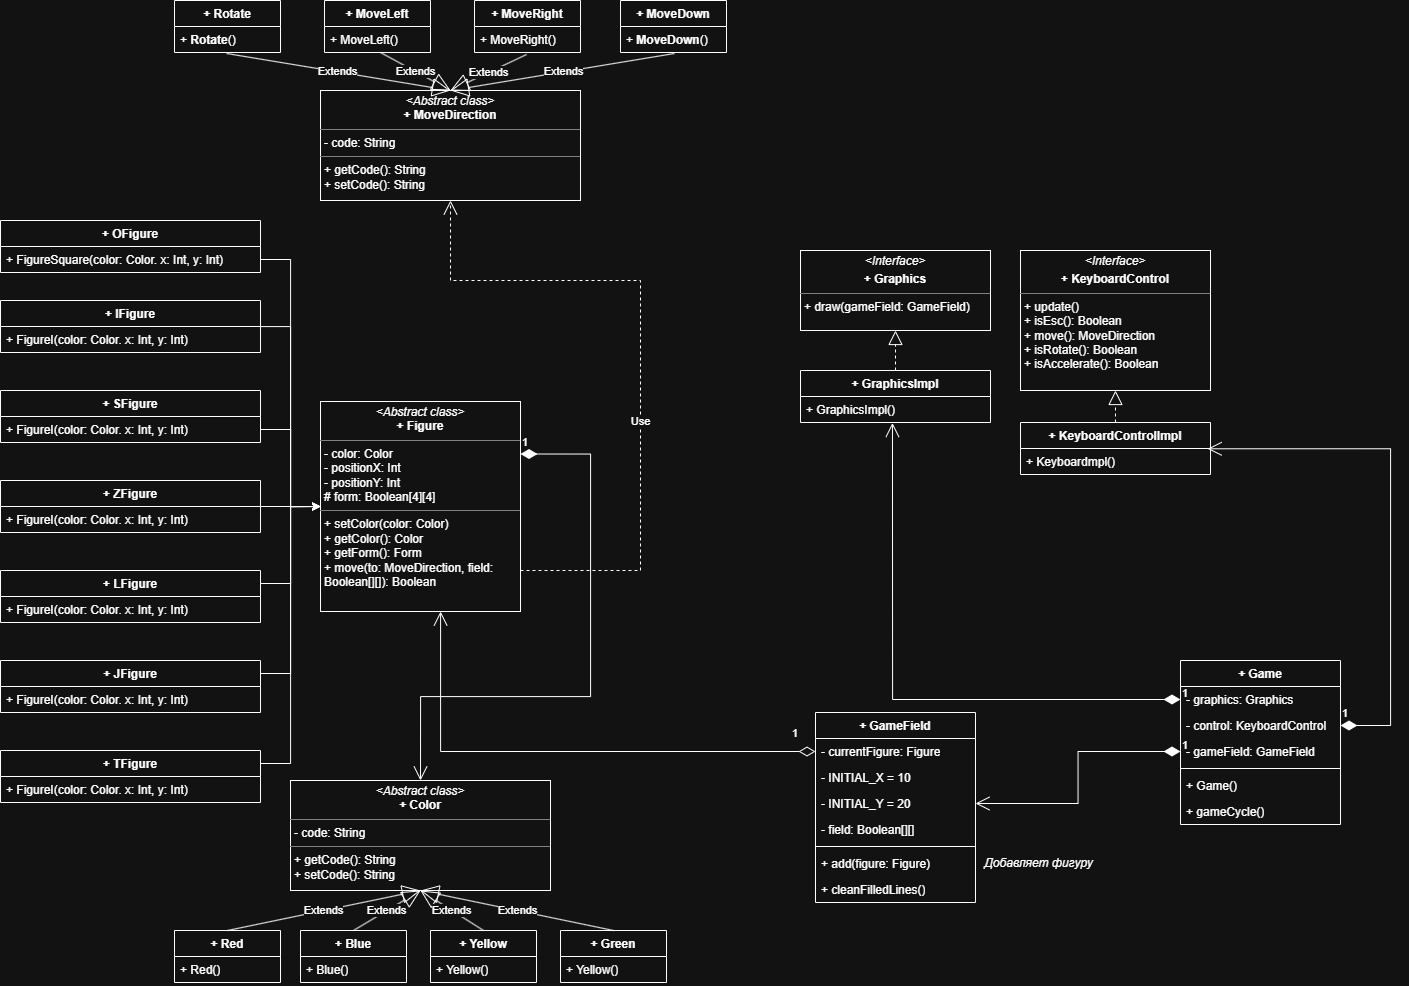 + Rotate
+ Rotate()
+ MoveLeft
+ MoveLeft()
+ MoveRight
+ MoveRight()
+ MoveDown
+ MoveDown()
Extends
Extends
Extends
Extends
<Abstract class>
+ MoveDirection
- code: String
+ getCode(): String
+ setCode(): String
+ OFigure
+ FigureSquare(color: Color. x: Int, y: Int)
+ IFigure
+ FigureI(color: Color. x: Int, y: Int)
+ SFigure
+ FigureI(color: Color. x: Int, y: Int)
+ ZFigure
+ FigureI(color: Color. x: Int, y: Int)
+ LFigure
+ FigureI(color: Color. x: Int, y: Int)
+ JFigure
+ FigureI(color: Color. x: Int, y: Int)
+ TFigure
+ FigureI(color: Color. x: Int, y: Int)
<Abstract class>
+ Figure
- color: Color
- positionX: Int
- positionY: Int
# form: Boolean[4][4]
+ setColor(color: Color)
+ getColor(): Color
+ getForm(): Form
+ move(to: MoveDirection, field:
Boolean[][]): Boolean
1
Use
<Interface>
+ Graphics
+ draw(gameField: GameField)
+ GraphicsImpl
+ GraphicsImpl()
<Interface>
+ KeyboardControl
+ update()
+ isEsc(): Boolean
+ move(): MoveDirection
+ isRotate(): Boolean
+ isAccelerate(): Boolean
+ KeyboardControlImpl
+ Keyboardmpl()
+ Game
1
- graphics: Graphics
- control: KeyboardControl
1
1
- gameField: GameField
+ Game()
+ gameCycle()
1
+ GameField
- currentFigure: Figure
- INITIAL_X = 10
- INITIAL_Y = 20
- field: Boolean[][]
+ add(figure: Figure)
+ cleanFilledLines()
Добавляет фигуру
<Abstract class>
+ Color
- code: String
+ getCode(): String
+ setCode(): String
Extends
Extends
Extends
Extends
+ Red
+ Red()
+ Blue
+ Blue()
+ Yellow
+ Yellow()
+ Green
+ Yellow()